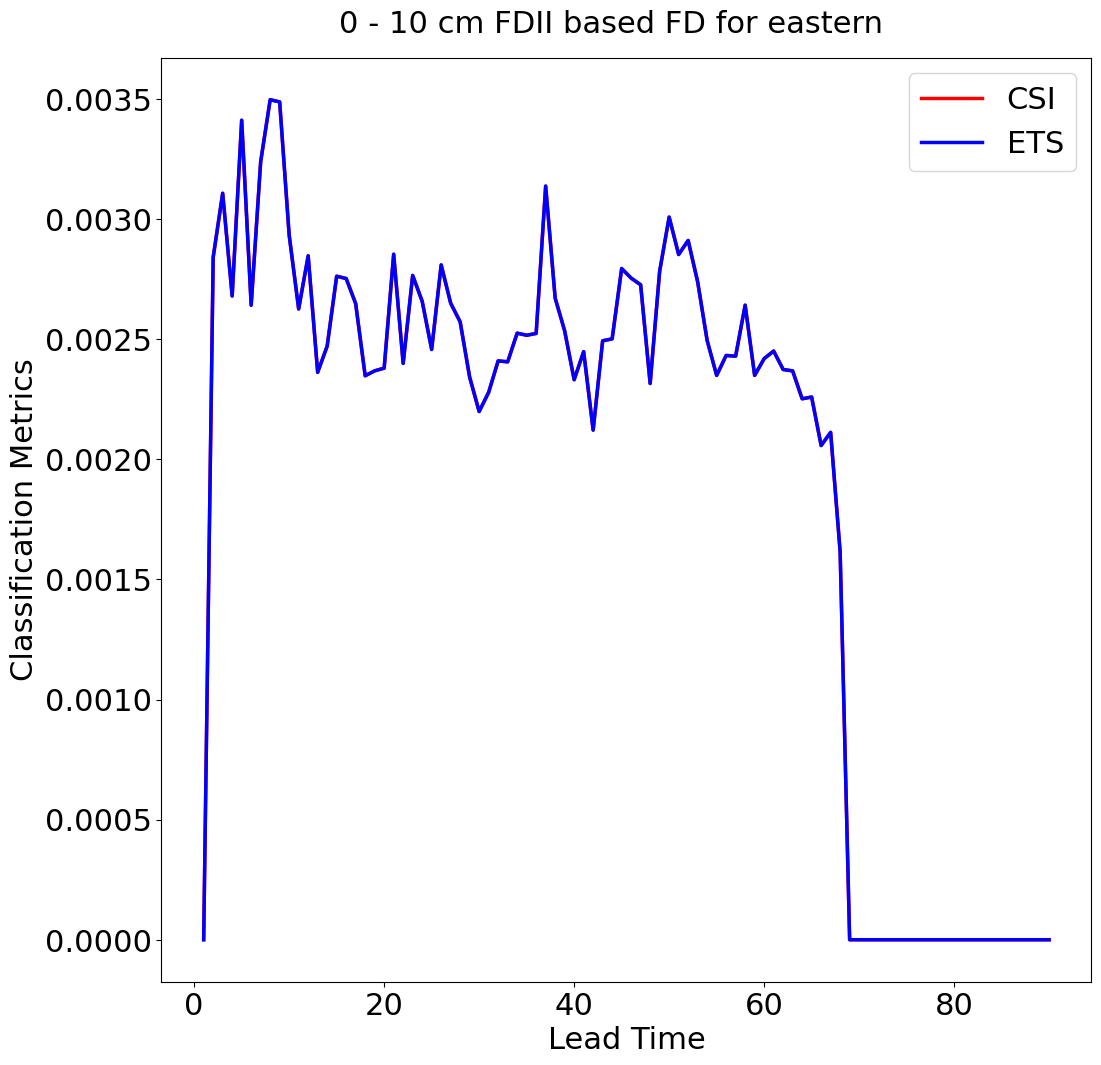 0 - 10 cm FDII based FD for eastern
CSI
ETS
Classification Metrics
0.0035
0.0030
0.0025
0.0020
0.0015
0.0010
0.0005
0.0000
0 20 40 60 80
Lead Time